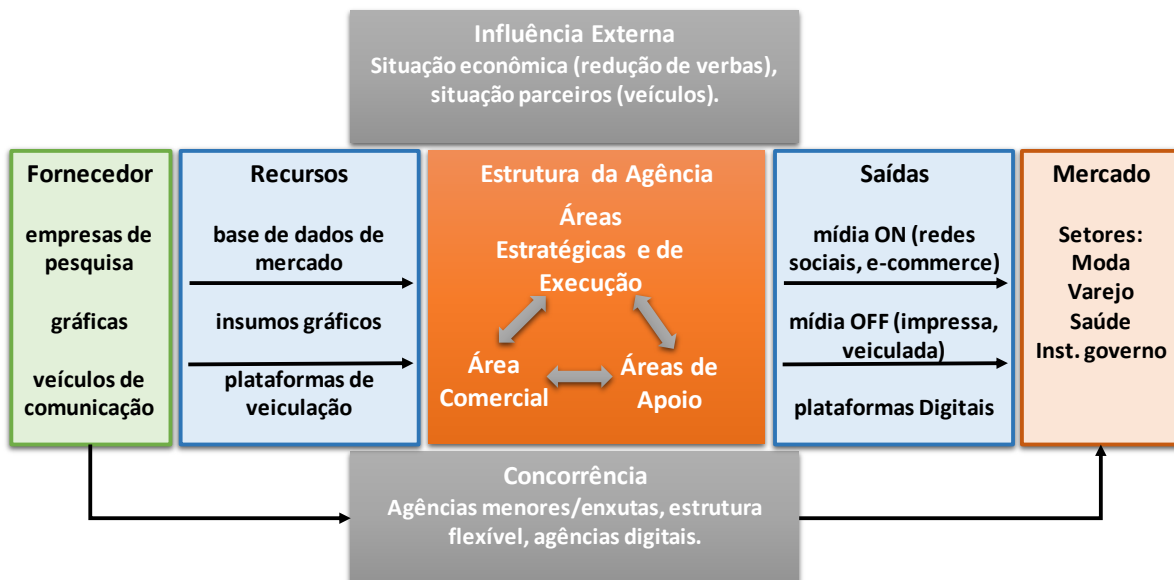 Influência Externa
Situação econômica (redução de verbas),
situação parceiros (veículos).
Fornecedor
empresas de
pesquisa
gráficas
veículos de
comunicação
Recursos
base de dados de
mercado
insumos gráficos
plataformas de
veiculação
Estrutura da Agência
Áreas
Estratégicas e de
Execução
Área
Comercial
Áreas de
Apoio
Saídas
mídia ON (redes
sociais, e-commerce)
mídia OFF (impressa,
veiculada)
plataformas Digitais
Mercado
Setores:
Moda
Varejo
Saúde
Inst. governo
Concorrência
Agências menores/enxutas, estrutura
flexível, agências digitais.